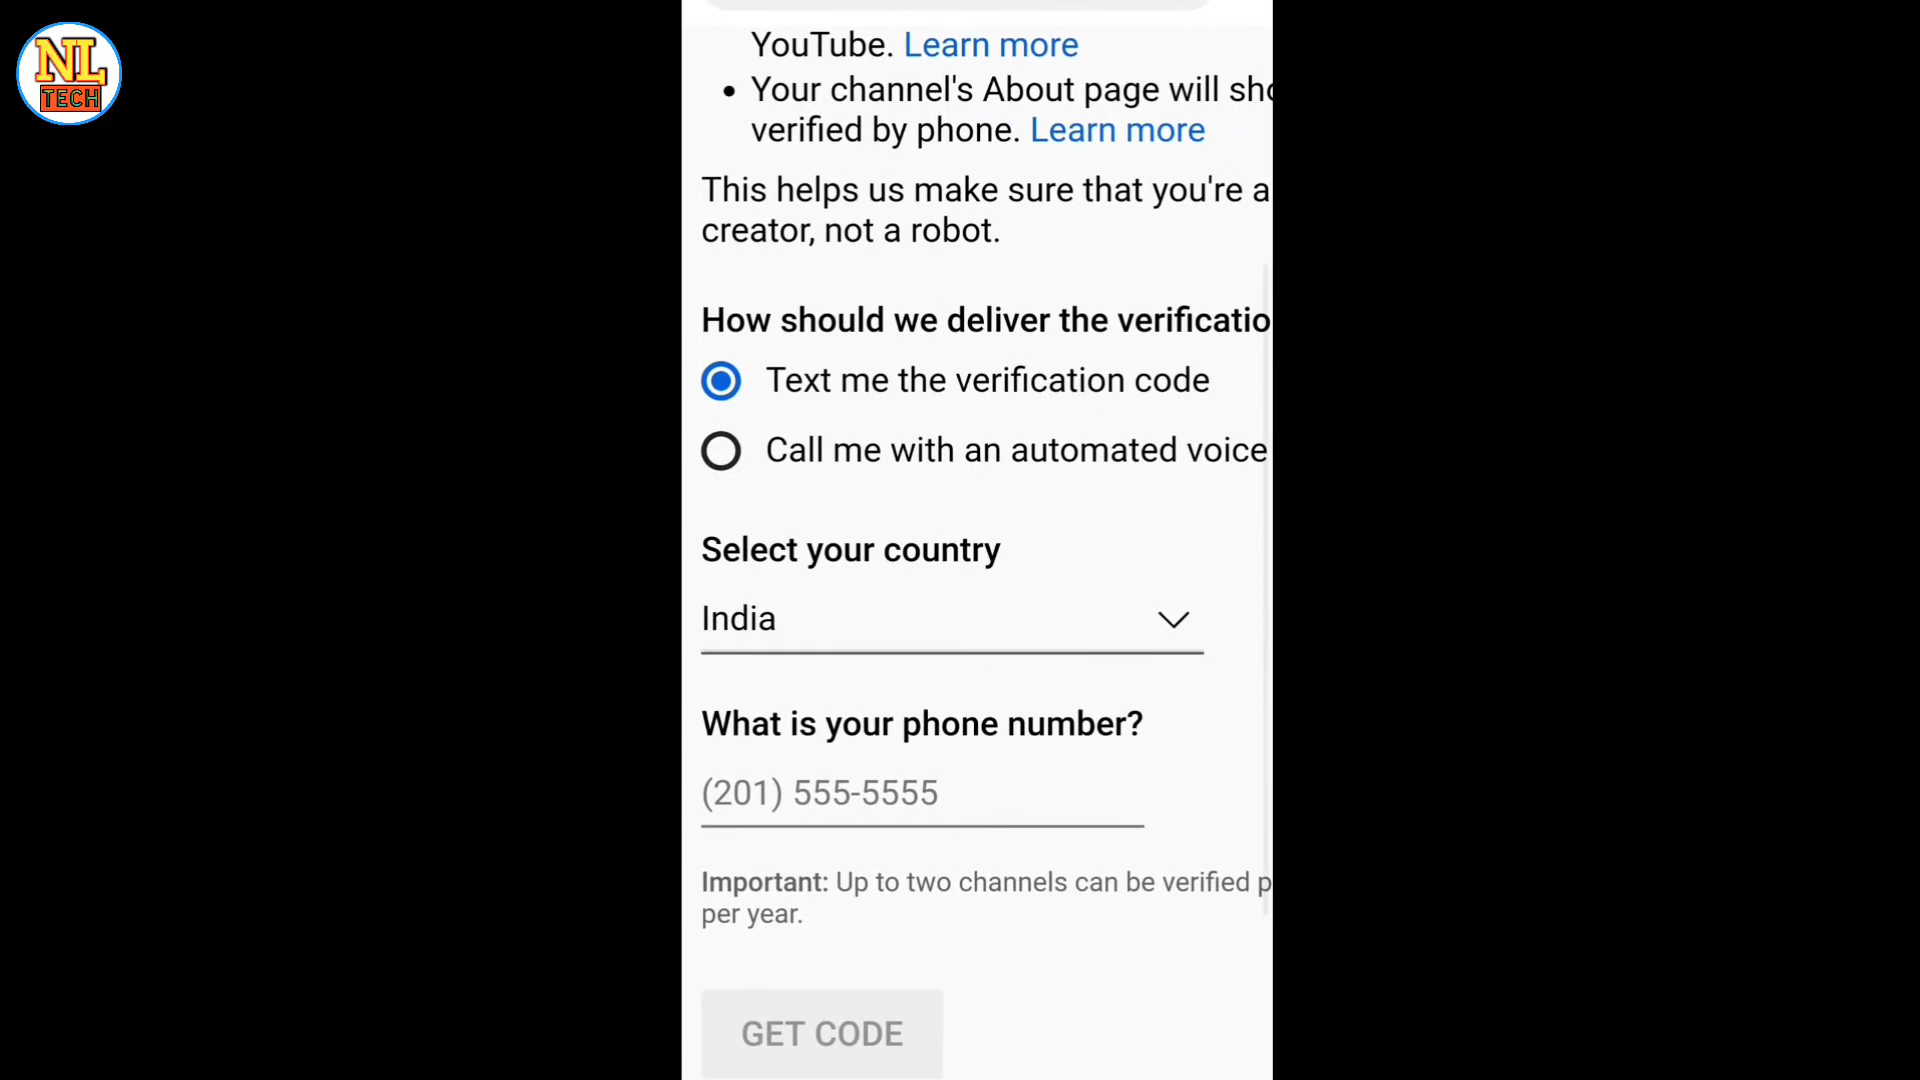 NL
TECH
YouTube. Learn more
• Your channel's About page will sho
verified by phone. Learn more
This helps us make sure that you're a
creator, not a robot.
How should we deliver the verificatio
Text me the verification code
Call me with an automated voice
Select your country
India
What is your phone number?
(201) 555-5555
Important: Up to two channels can be verified p
per year.
GET CODE